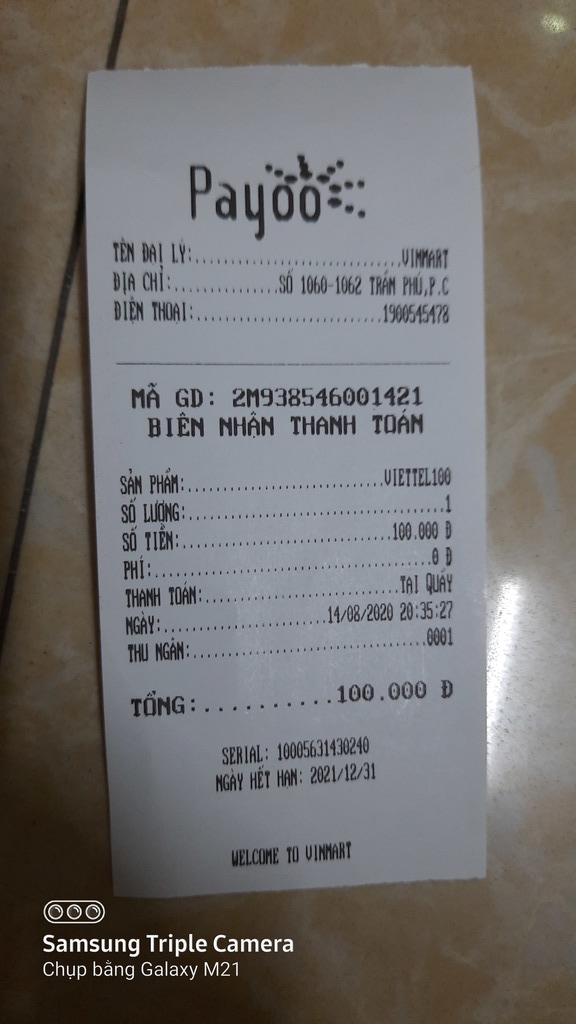 Payoo
TÊN ĐẠI LÝ:............................VINMART
ĐỊA CHỈ:..............SỐ 1060-1062 TRẦN PHÚ,P.C
ĐIỆN THOẠI:.........................1900545478
MÃ GD: 2M938546001421
BIÊN NHẬN THANH TOÁN
SẢN PHẨM:..........................VIETTEL100
SỐ LƯỢNG:...................................1
SỐ TIỀN:............................100.000 Đ
PHÍ:......................................0 Đ
THANH TOÁN:..........................TẠI QUẦY
NGÀY:.....................14/08/2020 20:35:27
THU NGÂN:................................0001
TỔNG:..........100.000 Đ
SERIAL: 10005631430240
NGÀY HẾT HẠN: 2021/12/31
WELCOME TO VINMART
Samsung Triple Camera
Chụp bằng Galaxy M21